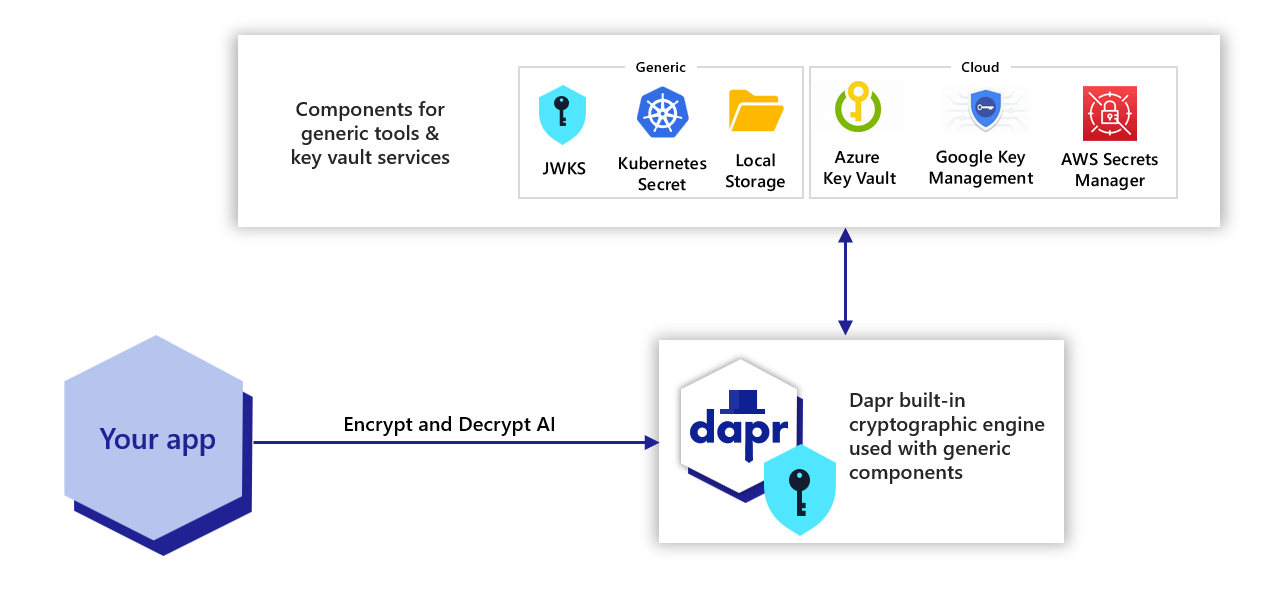 Generic
Cloud
Components for
generic tools &
key vault services
JWKS
Kubernetes
Secret
Local
Storage
Azure
Key Vault
Google Key
Management
AWS Secrets
Manager
Your app
Encrypt and Decrypt AI
dapr
Dapr built-in
cryptographic engine
used with generic
components